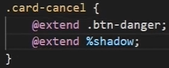 .card-cancel {
    @extend .btn-danger;
    @extend %shadow;
}